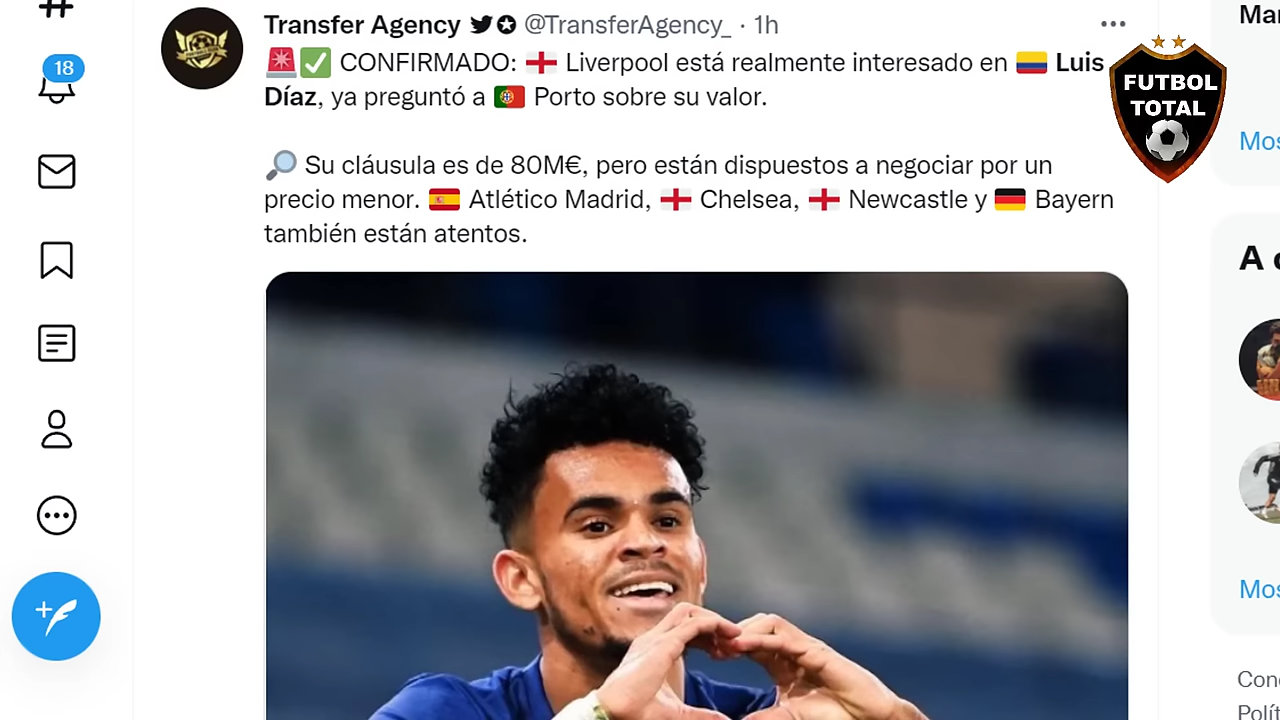 #
18
Transfer Agency @TransferAgency_ · 1h
🚨✅ CONFIRMADO: 🏴󠁧󠁢󠁥󠁮󠁧󠁿 Liverpool está realmente interesado en 🇨🇴 Luis
Díaz, ya preguntó a 🇵🇹 Porto sobre su valor.
🔎 Su cláusula es de 80M€, pero están dispuestos a negociar por un
precio menor. 🇪🇸 Atlético Madrid, 🏴󠁧󠁢󠁥󠁮󠁧󠁿 Chelsea, 🏴󠁧󠁢󠁥󠁮󠁧󠁿 Newcastle y 🇩🇪 Bayern
también están atentos.
FUTBOL
TOTAL
Mos
A
Mos
Polít